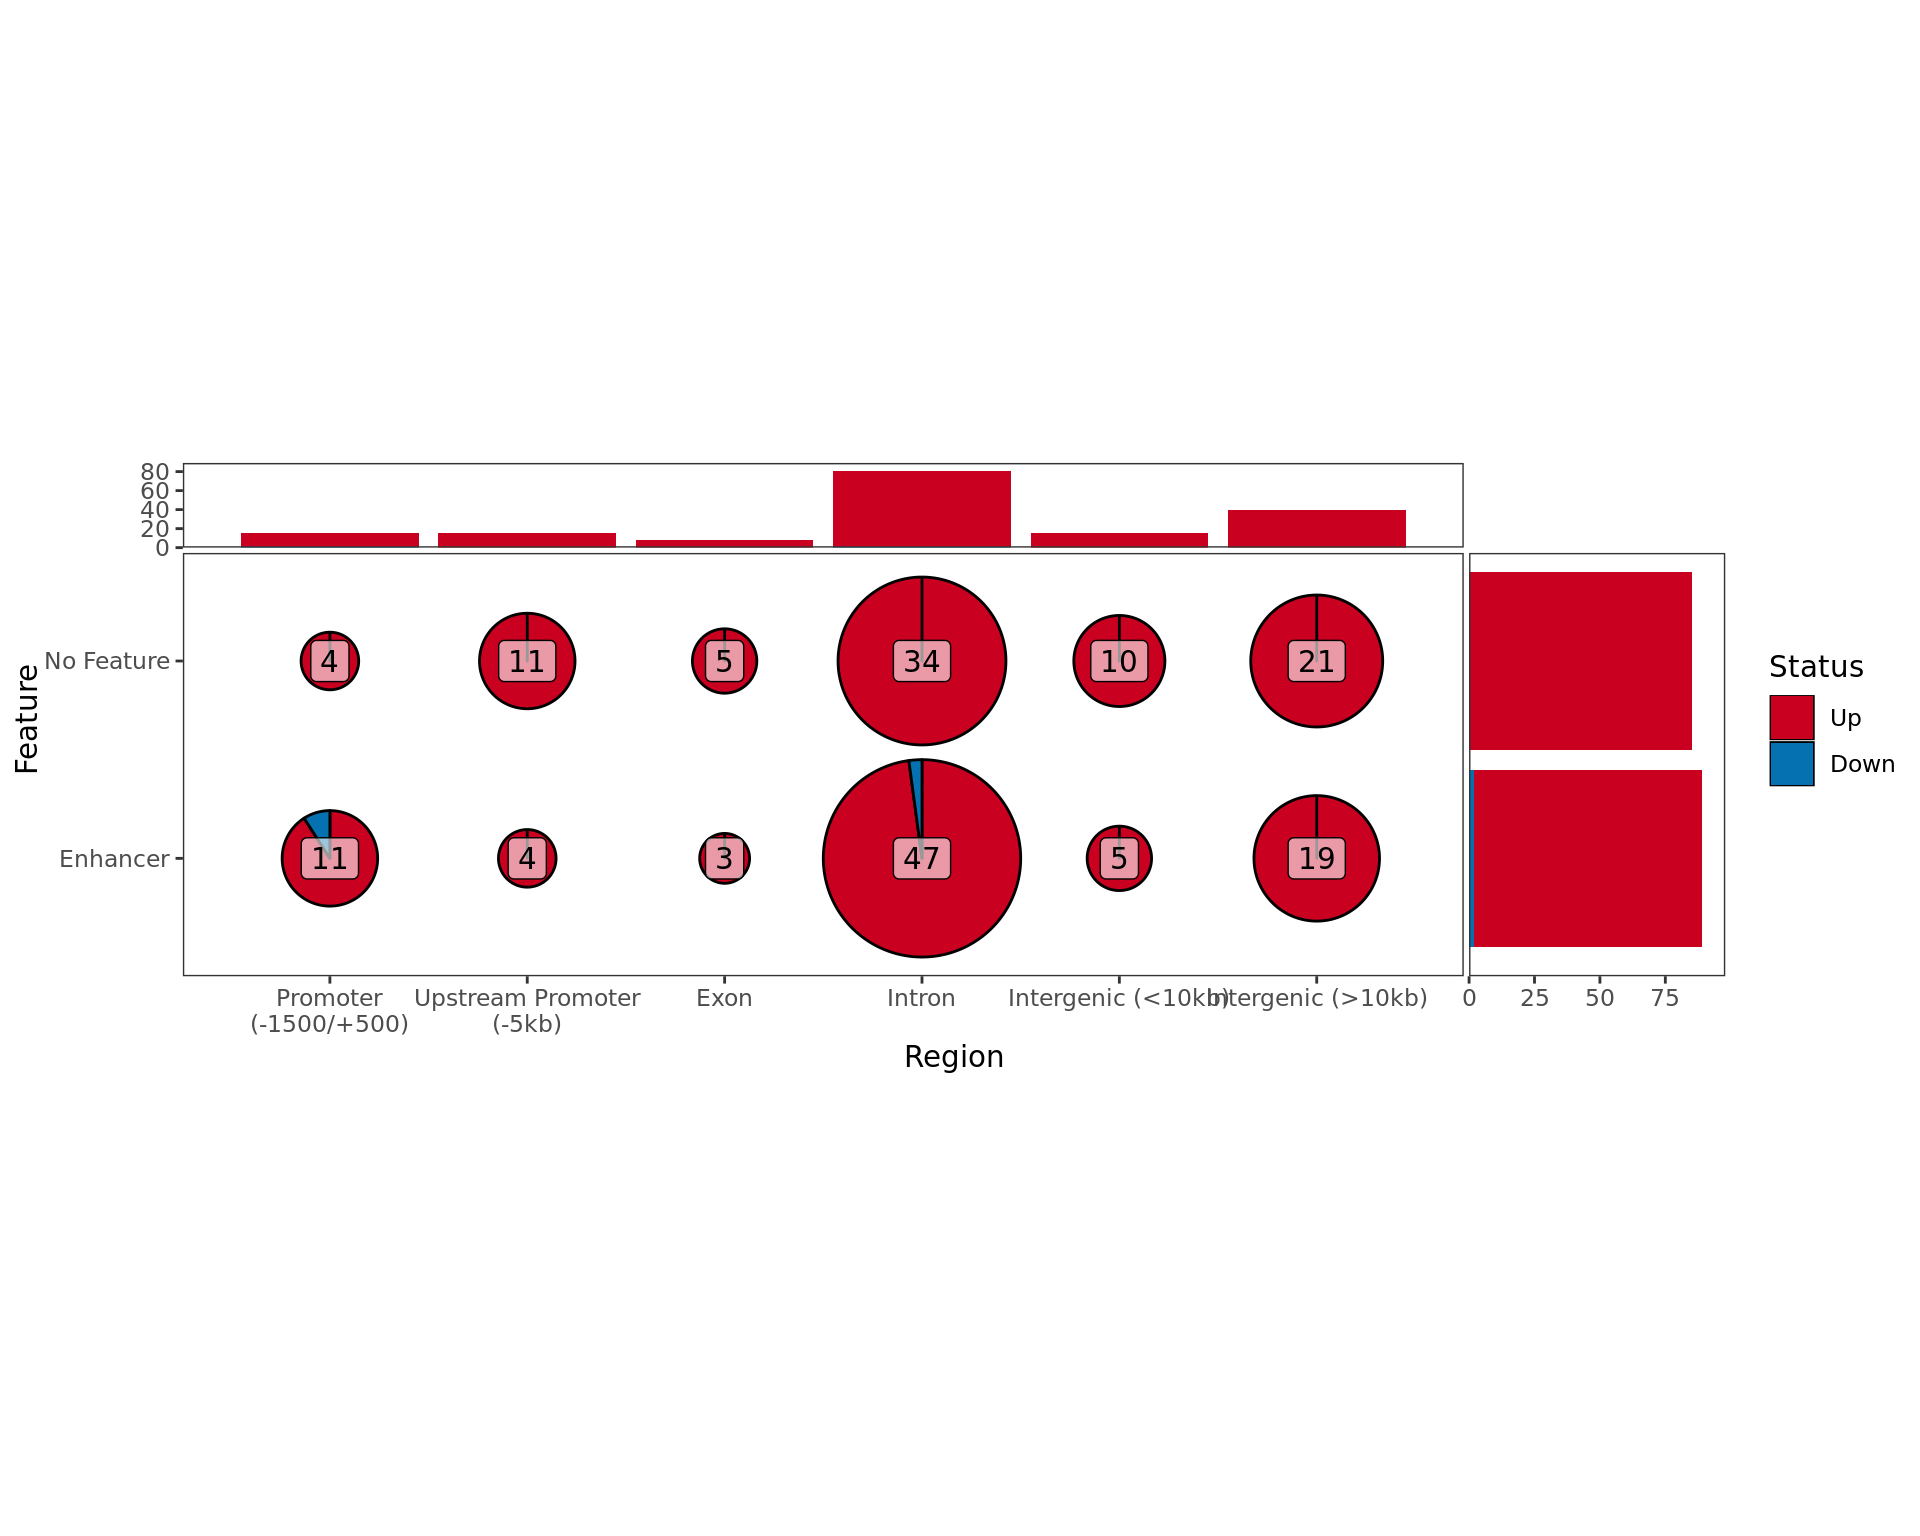 80
60
40
20
0
Feature
No Feature
4
11
5
34
10
21
Enhancer
11
4
3
47
5
19
Promoter
(-1500/+500)
Upstream Promoter
(-5kb)
Exon
Intron
Intergenic (<10kb)
Intergenic (>10kb)
0
25
50
75
Region
Status
Up
Down